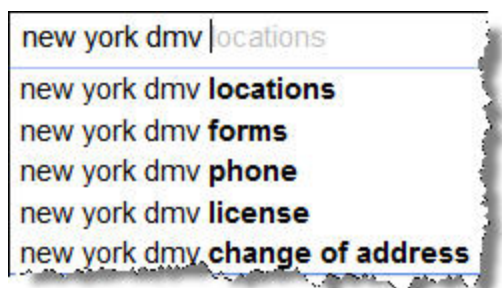 new york dmv locations
new york dmv locations
new york dmv forms
new york dmv phone
new york dmv license
new york dmv change of address